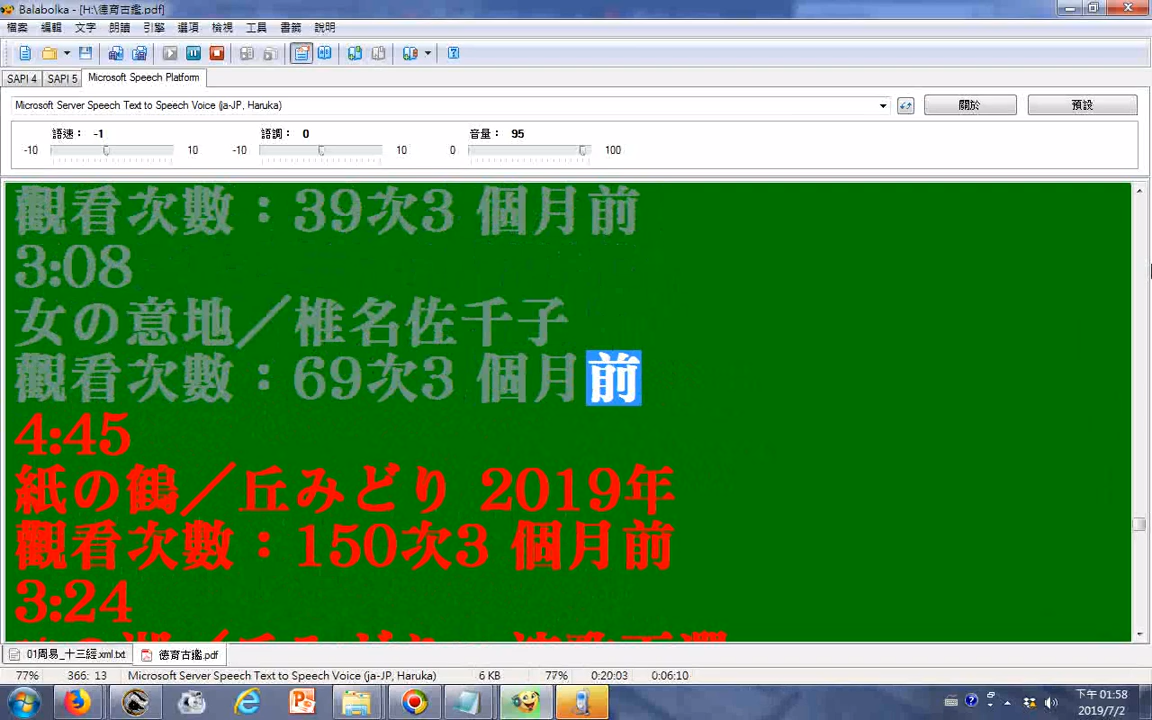 Balabolka - [H:\德育古鑑.pdf]
檔案 編輯 文字 朗讀 引擎 選項 檢視 工具 書籤 說明
SAPI 4 SAPI 5 Microsoft Speech Platform
Microsoft Server Speech Text to Speech Voice (ja-JP, Haruka) 關於 預設
語速： -1 語調： 0 音量： 95
-10 10 -10 10 0 100
觀看次數：39次3 個月前
3:08
女の意地／椎名佐千子
觀看次數：69次3 個月前
4:45
紙の鶴／丘みどり 2019年
觀看次數：150次3 個月前
3:24
01周易_十三經.xml.txt 德育古鑑.pdf
77% 366: 13 Microsoft Server Speech Text to Speech Voice (ja-JP, Haruka) 6 KB 77% 0:20:03 0:06:10
下午 01:58
2019/7/2